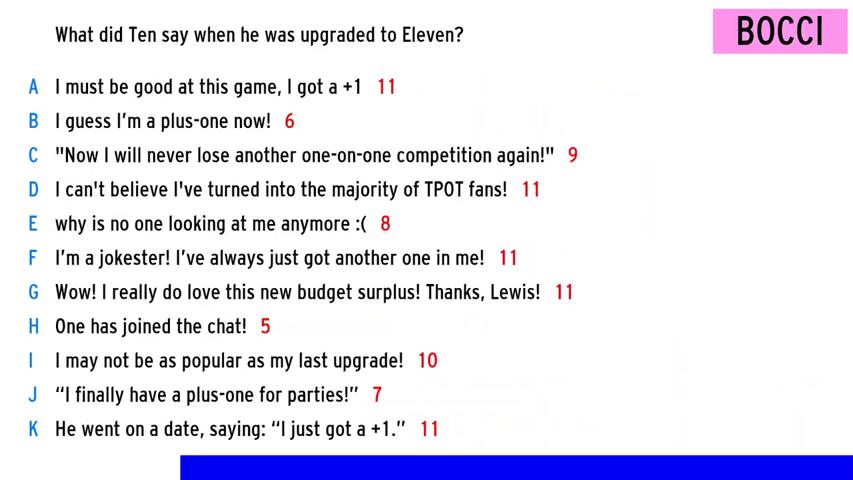 What did Ten say when he was upgraded to Eleven?
BOCCI
A I must be good at this game, I got a +1 11
B I guess I’m a plus-one now! 6
C "Now I will never lose another one-on-one competition again!" 9
D I can't believe I've turned into the majority of TPOT fans! 11
E why is no one looking at me anymore :( 8
F I’m a jokester! I’ve always just got another one in me! 11
G Wow! I really do love this new budget surplus! Thanks, Lewis! 11
H One has joined the chat! 5
I I may not be as popular as my last upgrade! 10
J “I finally have a plus-one for parties!” 7
K He went on a date, saying: “I just got a +1.” 11